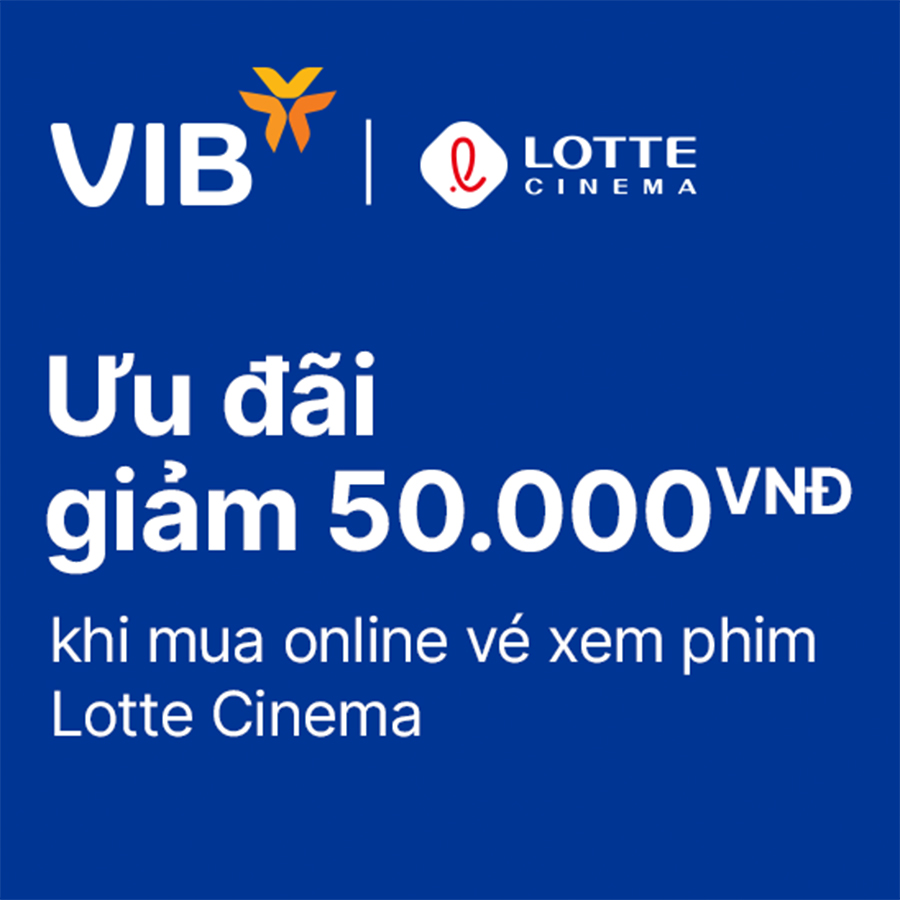 VIB
LOTTE
CINEMA
Ưu đãi
giảm 50.000VNĐ
khi mua online vé xem phim
Lotte Cinema